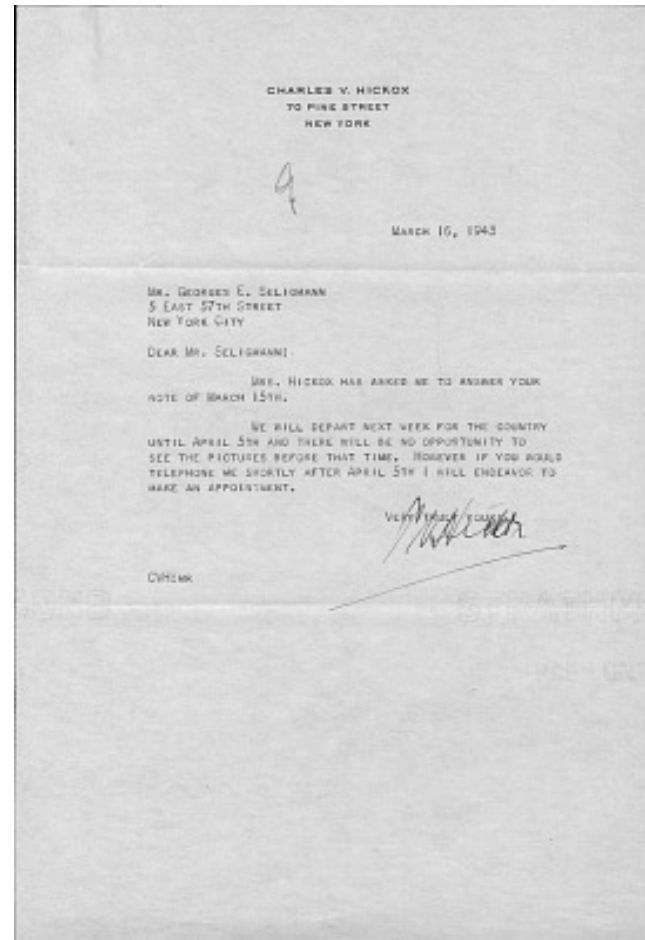 CHARLES V. HICKOX
70 PINE STREET
NEW YORK
MARCH 16, 1943
MR. GEORGES E. SELIGMANN
5 EAST 57TH STREET
NEW YORK CITY
DEAR MR. SELIGMANN:
MRS. HICKOX HAS ASKED ME TO ANSWER YOUR
NOTE OF MARCH 15TH.
WE WILL DEPART NEXT WEEK FOR THE COUNTRY
UNTIL APRIL 5TH AND THERE WILL BE NO OPPORTUNITY TO
SEE THE PICTURES BEFORE THAT TIME. HOWEVER IF YOU WOULD
TELEPHONE ME SHORTLY AFTER APRIL 5TH I WILL ENDEAVOR TO
MAKE AN APPOINTMENT.
VERY TRULY YOURS,
CVH:WR